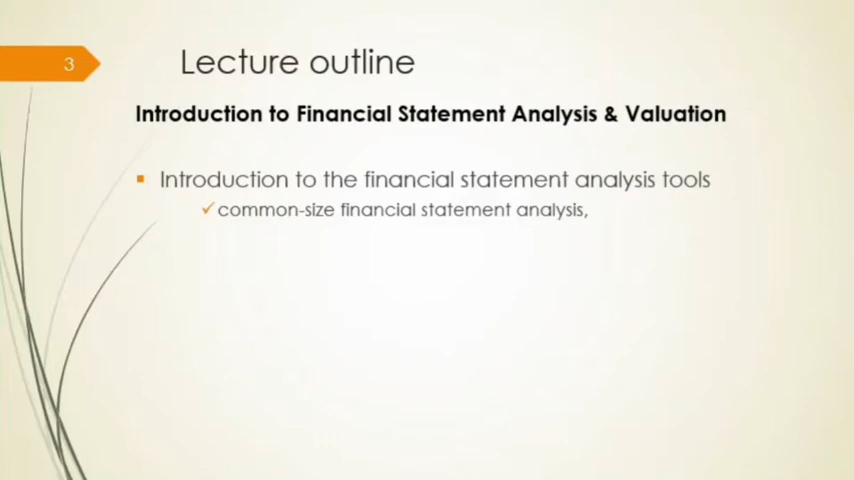 3
Lecture outline
Introduction to Financial Statement Analysis & Valuation
Introduction to the financial statement analysis tools
common-size financial statement analysis,